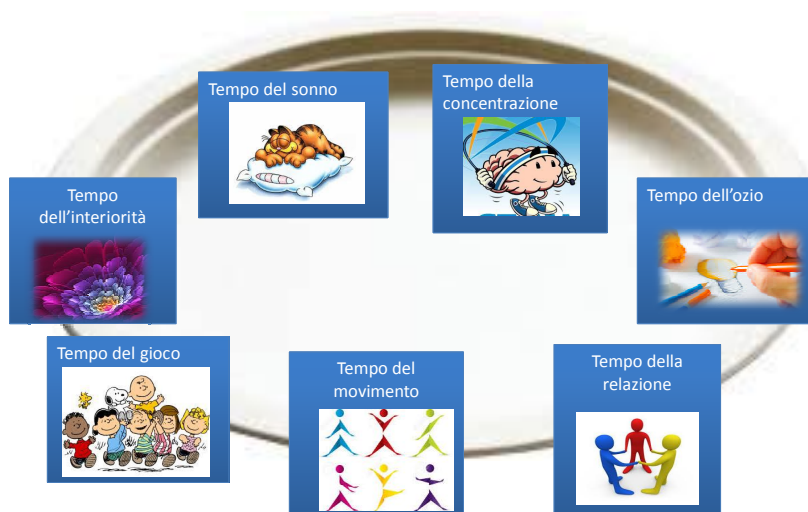 Tempo del sonno
Tempo della
concentrazione
Tempo
dell'interiorità
Tempo dell'ozio
Tempo del gioco
Tempo del
movimento
Tempo della
relazione